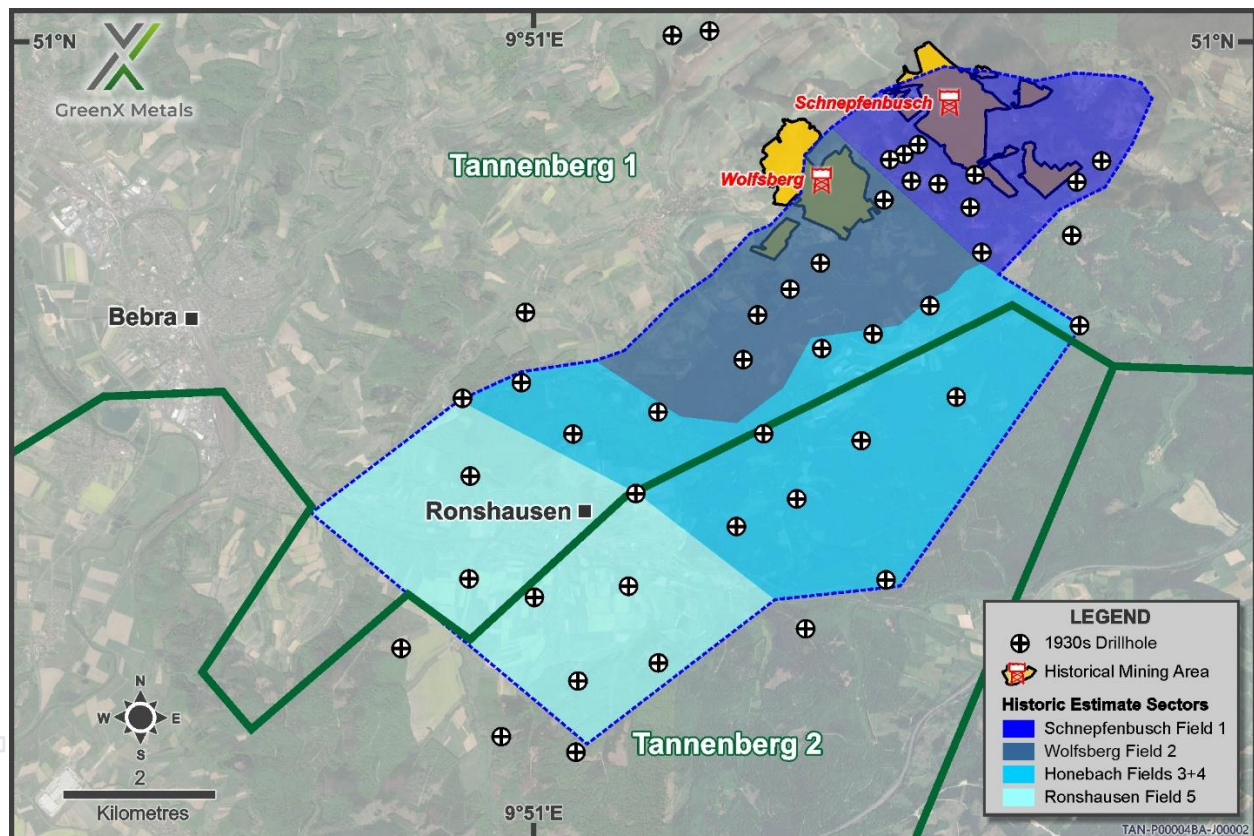 51°N
9°51'E
51°N
GreenX Metals
Schnepfenbusch
Tannenberg 1
Wolfsberg
Bebra
Ronshausen
Tannenberg 2
N
W E
S
2
Kilometres
9°51'E
LEGEND
1930s Drillhole
Historical Mining Area
Historic Estimate Sectors
Schnepfenbusch Field 1
Wolfsberg Field 2
Honebach Fields 3+4
Ronshausen Field 5
TAN-P00004BA-J00002